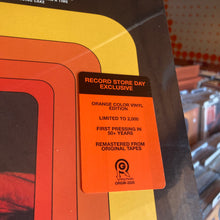 RECORD STORE DAY
EXCLUSIVE
ORANGE COLOR VINYL
EDITION
LIMITED TO 2,000
FIRST PRESSING IN
50+ YEARS
REMASTERED FROM
ORIGINAL TAPES